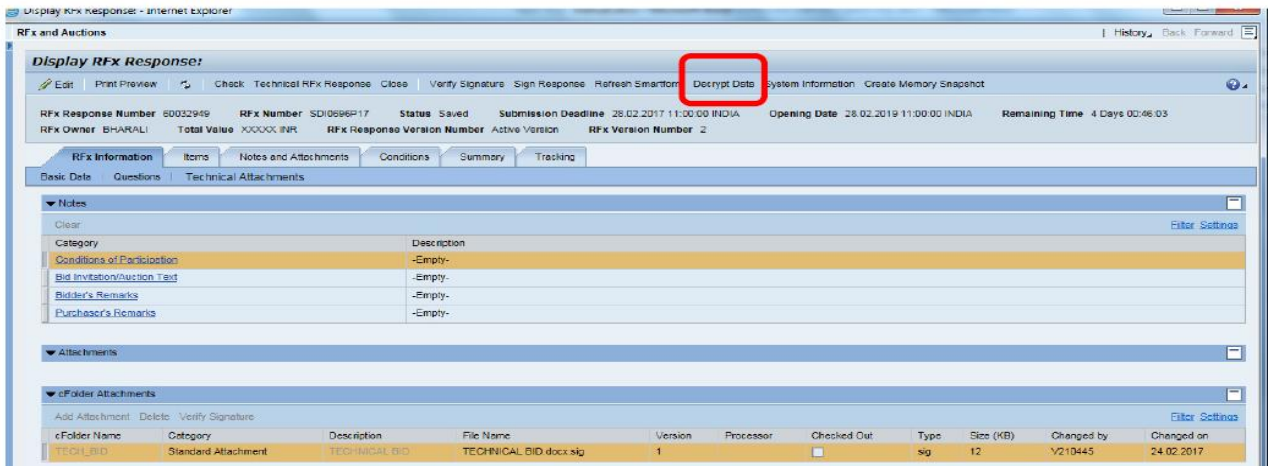 Display RFx Response: - Internet Explorer
RFx and Auctions | History Back Forward
Display RFx Response:
Edit Print Preview Check Technical RFx Response Close Verify Signature Sign Response Refresh Smartform Decrypt Data System Information Create Memory Snapshot
RFx Response Number 60032949 RFx Number SDI0696P17 Status Saved Submission Deadline 28.02.2017 11:00:00 INDIA Opening Date 28.02.2019 11:00:00 INDIA Remaining Time 4 Days 00:46:03
RFx Owner BHARALI Total Value XXXXX INR RFx Response Version Number Active Version RFx Version Number 2
RFx Information Items Notes and Attachments Conditions Summary Tracking
Basic Data Questions Technical Attachments
Notes
Clear Filter Settings
Category Description
Conditions of Participation -Empty-
Bid Invitation/Auction Text -Empty-
Bidder's Remarks -Empty-
Purchaser's Remarks -Empty-
Attachments
cFolder Attachments
Add Attachment Delete Verify Signature Filter Settings
cFolder Name Category Description File Name Version Processor Checked Out Type Size (KB) Changed by Changed on
TECH_BID Standard Attachment TECHNICAL BID TECHNICAL BID.docx.sig 1 sig 12 V210445 24.02.2017